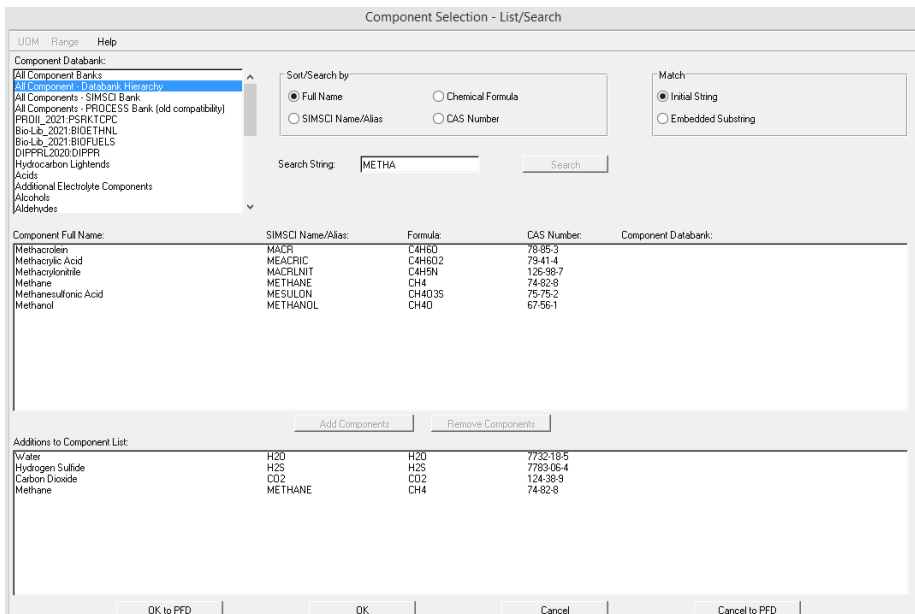 Component Selection - List/Search
UOM Range Help
Component Databank:
All Component Banks
All Component - Databank Hierarchy
All Components - SIMSCI Bank
All Components - PROCESS Bank (old compatibility)
PROII_2021:PSRKTCPC
Bio-Lib_2021:BIOETHNL
Bio-Lib_2021:BIOFUELS
DIPPRL2020:DIPPR
Hydrocarbon Lightends
Acids
Additional Electrolyte Components
Alcohols
Aldehydes
Sort/Search by
Full Name Chemical Formula
SIMSCI Name/Alias CAS Number
Match
Initial String
Embedded Substring
Search String: METHA Search
Component Full Name: SIMSCI Name/Alias: Formula: CAS Number: Component Databank:
Methacrolein MACR C4H6O 78-85-3
Methacrylic Acid MEACRIC C4H6O2 79-41-4
Methacrylonitrile MACRLNIT C4H5N 126-98-7
Methane METHANE CH4 74-82-8
Methanesulfonic Acid MESULON CH4O3S 75-75-2
Methanol METHANOL CH4O 67-56-1
Add Components Remove Components
Additions to Component List:
Water H2O H2O 7732-18-5
Hydrogen Sulfide H2S H2S 7783-06-4
Carbon Dioxide CO2 CO2 124-38-9
Methane METHANE CH4 74-82-8
OK to PFD OK Cancel Cancel to PFD